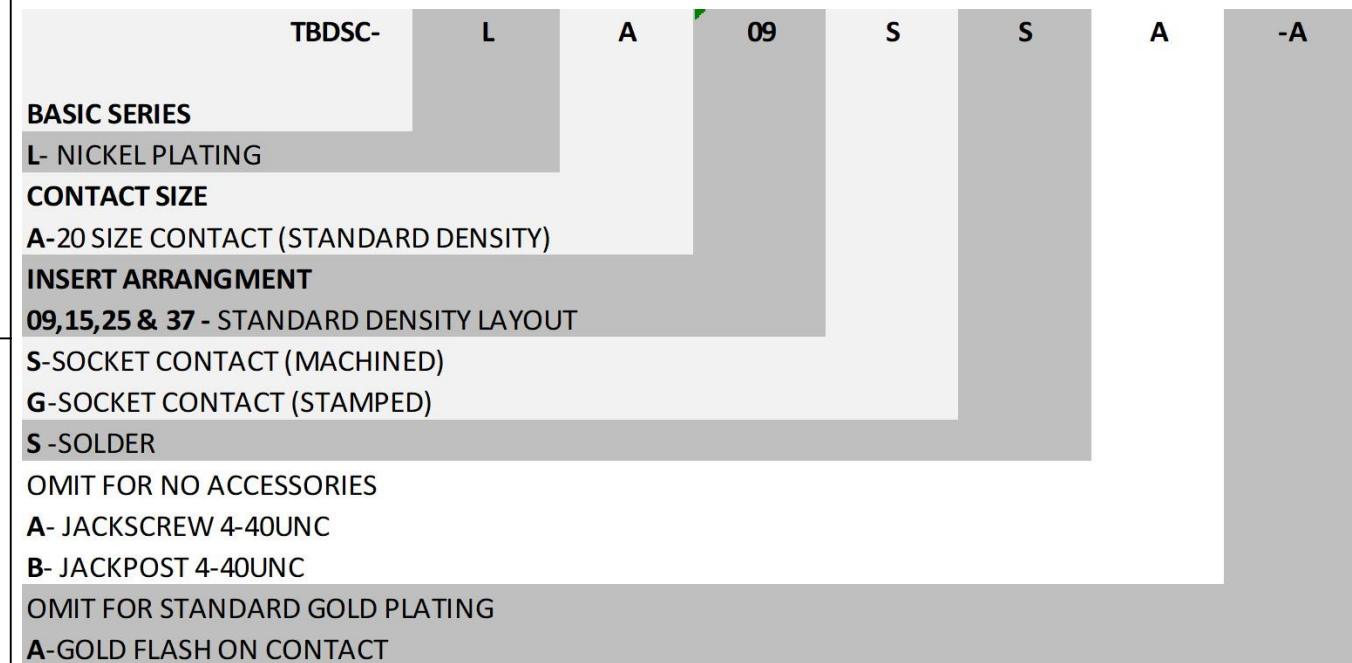 TBDSC- L A 09 S S A -A
BASIC SERIES
L- NICKEL PLATING
CONTACT SIZE
A-20 SIZE CONTACT (STANDARD DENSITY)
INSERT ARRANGMENT
09,15,25 & 37 - STANDARD DENSITY LAYOUT
S-SOCKET CONTACT (MACHINED)
G-SOCKET CONTACT (STAMPED)
S -SOLDER
OMIT FOR NO ACCESSORIES
A- JACKSCREW 4-40UNC
B- JACKPOST 4-40UNC
OMIT FOR STANDARD GOLD PLATING
A-GOLD FLASH ON CONTACT